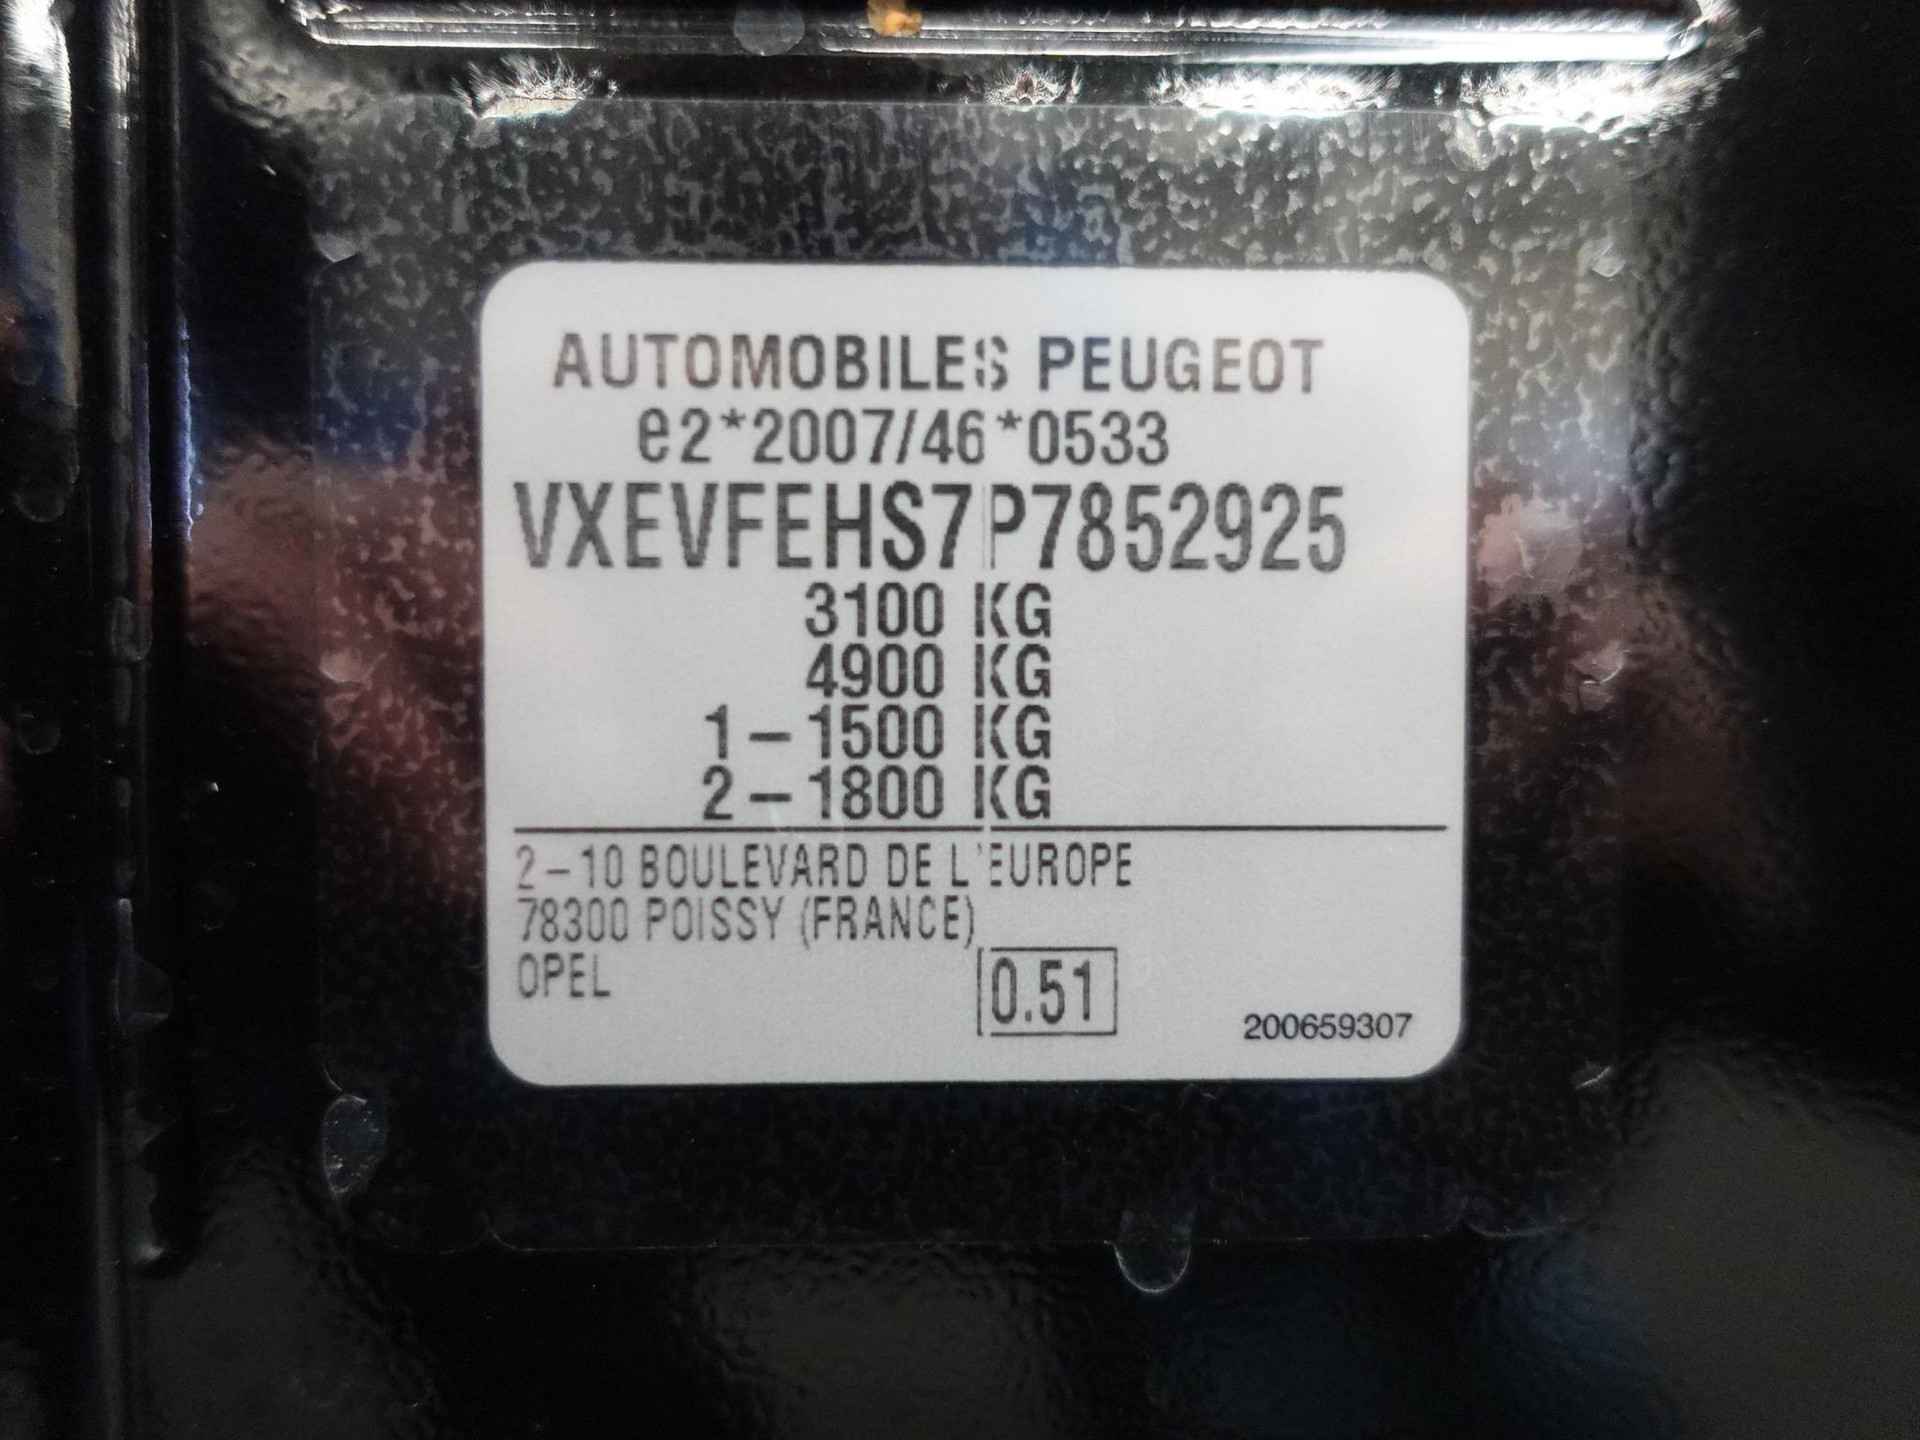 AUTOMOBILES PEUGEOT
e2*2007/46*0533
VXEVFEHS7P7852925
3100 KG
4900 KG
1-1500 KG
2-1800 KG
2-10 BOULEVARD DE L'EUROPE
78300 POISSY (FRANCE)
OPEL
0.51
200659307